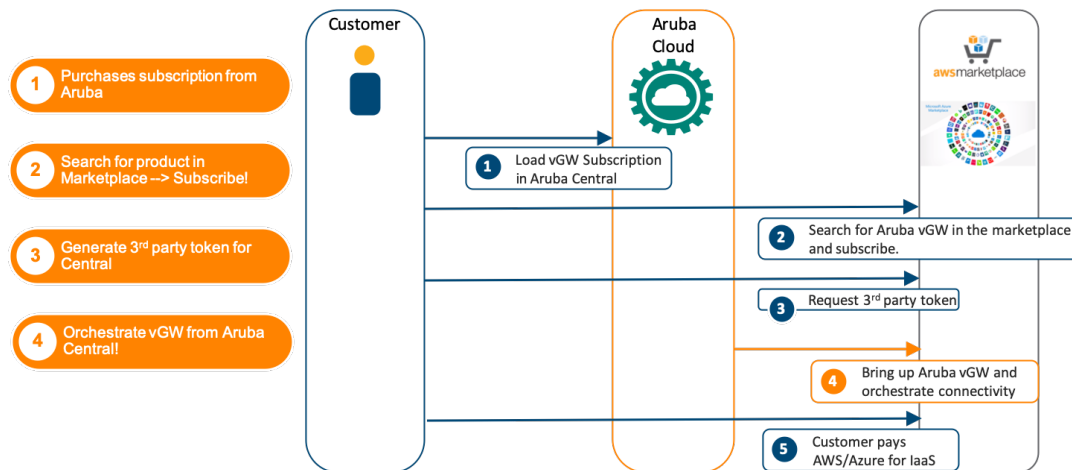 Customer
Aruba
Cloud
awsmarketplace
Microsoft Azure
Marketplace
1
Purchases subscription from
Aruba
2
Search for product in
Marketplace --> Subscribe!
3
Generate 3rd party token for
Central
4
Orchestrate vGW from Aruba
Central!
1
Load vGW Subscription
in Aruba Central
2
Search for Aruba vGW in the marketplace
and subscribe.
3
Request 3rd party token
4
Bring up Aruba vGW and
orchestrate connectivity
5
Customer pays
AWS/Azure for IaaS